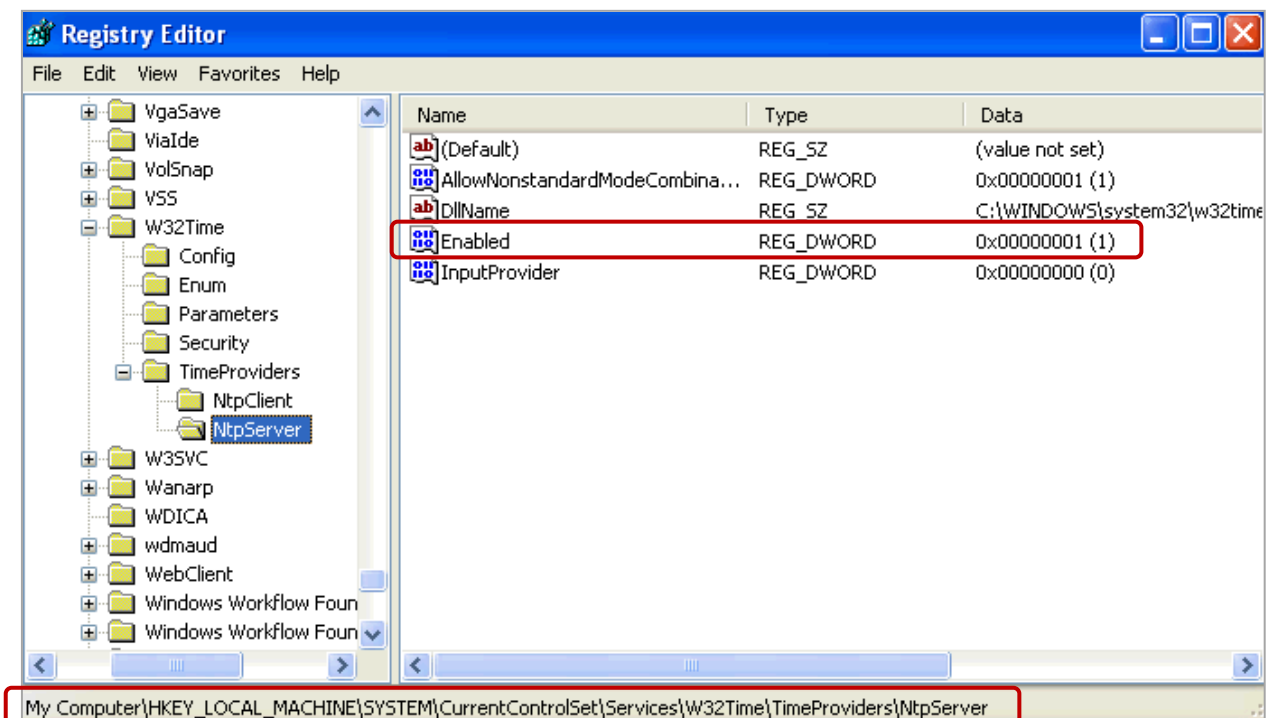 Registry Editor
File Edit View Favorites Help
VgaSave
ViaIde
VolSnap
VSS
W32Time
Config
Enum
Parameters
Security
TimeProviders
NtpClient
NtpServer
W3SVC
Wanarp
WDICA
wdmaud
WebClient
Windows Workflow Foun
Windows Workflow Foun
Name Type Data
(Default) REG_SZ (value not set)
AllowNonstandardModeCombina... REG_DWORD 0x00000001 (1)
DllName REG_SZ C:\WINDOWS\system32\w32time
Enabled REG_DWORD 0x00000001 (1)
InputProvider REG_DWORD 0x00000000 (0)
My Computer\HKEY_LOCAL_MACHINE\SYSTEM\CurrentControlSet\Services\W32Time\TimeProviders\NtpServer